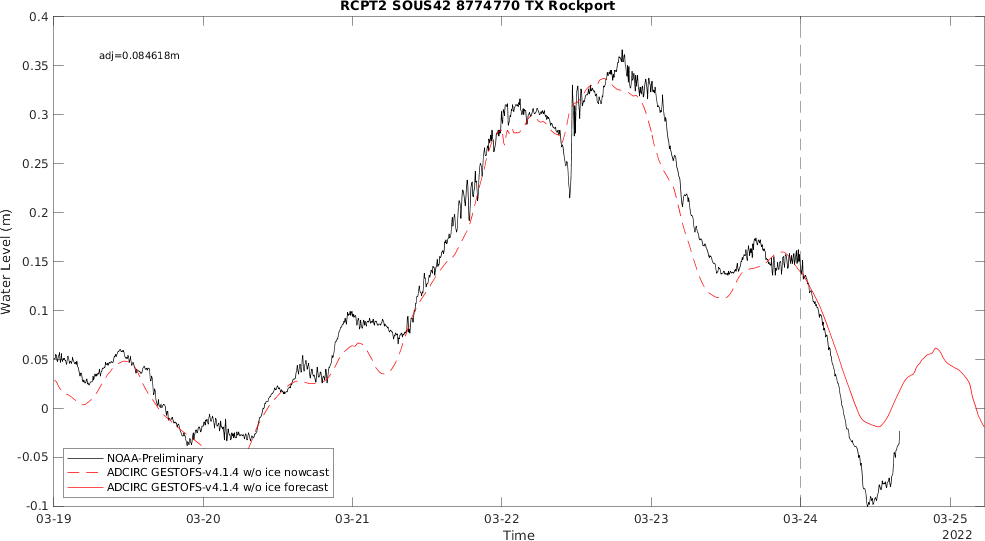 RCPT2 SOUS42 8774770 TX Rockport
0.4
0.35
0.3
0.25
0.2
0.15
0.1
0.05
0
-0.05
-0.1
Water Level (m)
adj=0.084618m
NOAA-Preliminary
ADCIRC GESTOFS-v4.1.4 w/o ice nowcast
ADCIRC GESTOFS-v4.1.4 w/o ice forecast
03-19 03-20 03-21 03-22 03-23 03-24 03-25
Time
2022